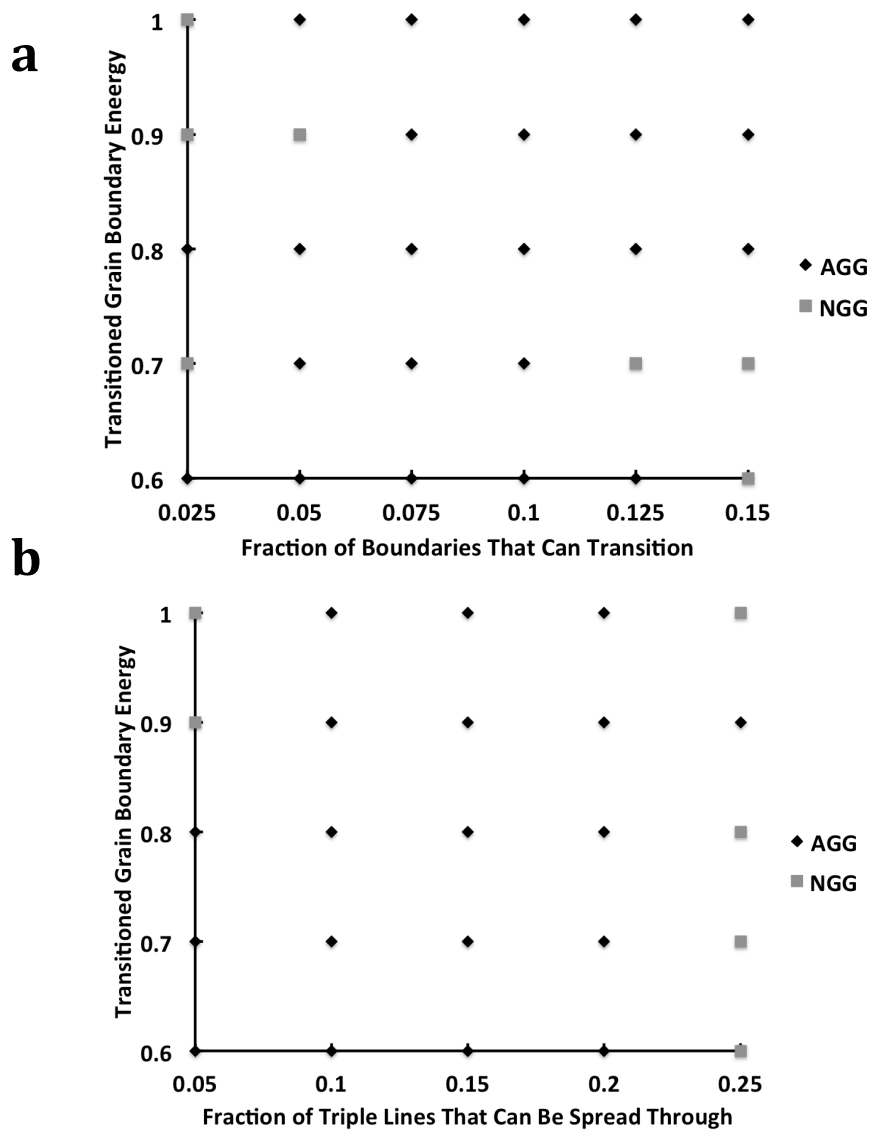 a
Transitioned Grain Boundary Eneergy
1
0.9
0.8
0.7
0.6
0.025 0.05 0.075 0.1 0.125 0.15
Fraction of Boundaries That Can Transition
AGG
NGG
b
Transitioned Grain Boundary Energy
1
0.9
0.8
0.7
0.6
0.05 0.1 0.15 0.2 0.25
Fraction of Triple Lines That Can Be Spread Through
AGG
NGG